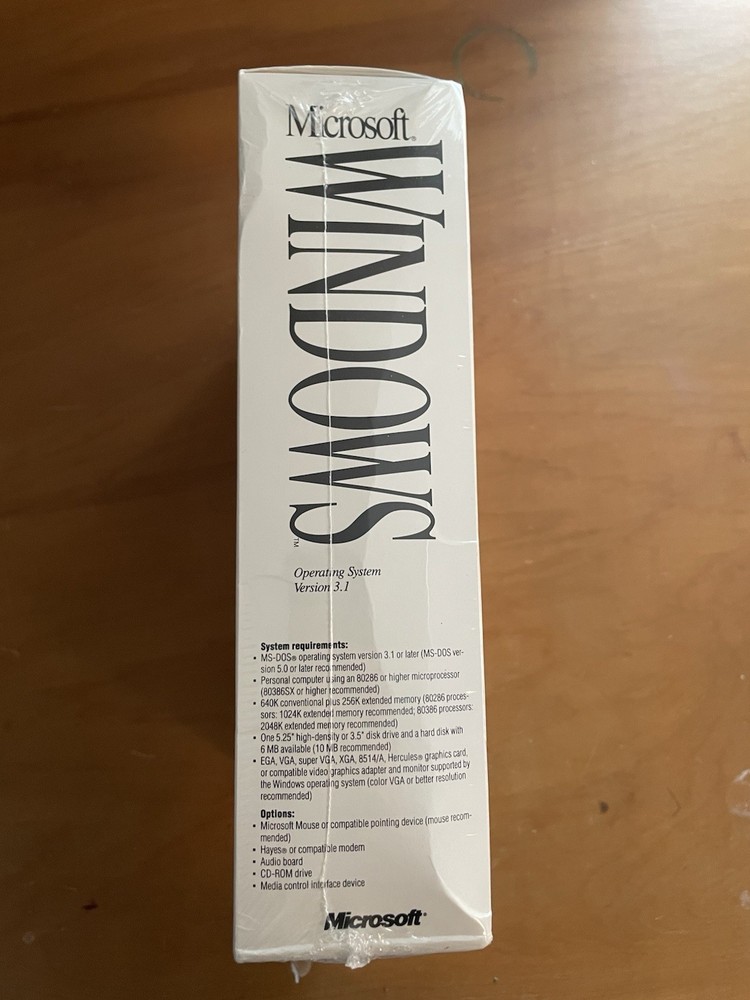 Microsoft®
WINDOWS™
Operating System
Version 3.1
System requirements:
• MS-DOS® operating system version 3.1 or later (MS-DOS ver-
sion 5.0 or later recommended)
• Personal computer using an 80286 or higher microprocessor
(80386SX or higher recommended)
• 640K conventional plus 256K extended memory (80286 proces-
sors: 1024K extended memory recommended; 80386 processors:
2048K extended memory recommended)
• One 5.25" high-density or 3.5" disk drive and a hard disk with
6 MB available (10 MB recommended)
• EGA, VGA, super VGA, XGA, 8514/A, Hercules® graphics card,
or compatible video graphics adapter and monitor supported by
the Windows operating system (color VGA or better resolution
recommended)
Options:
• Microsoft Mouse or compatible pointing device (mouse recom-
mended)
• Hayes® or compatible modem
• Audio board
• CD-ROM drive
• Media control interface device
Microsoft®